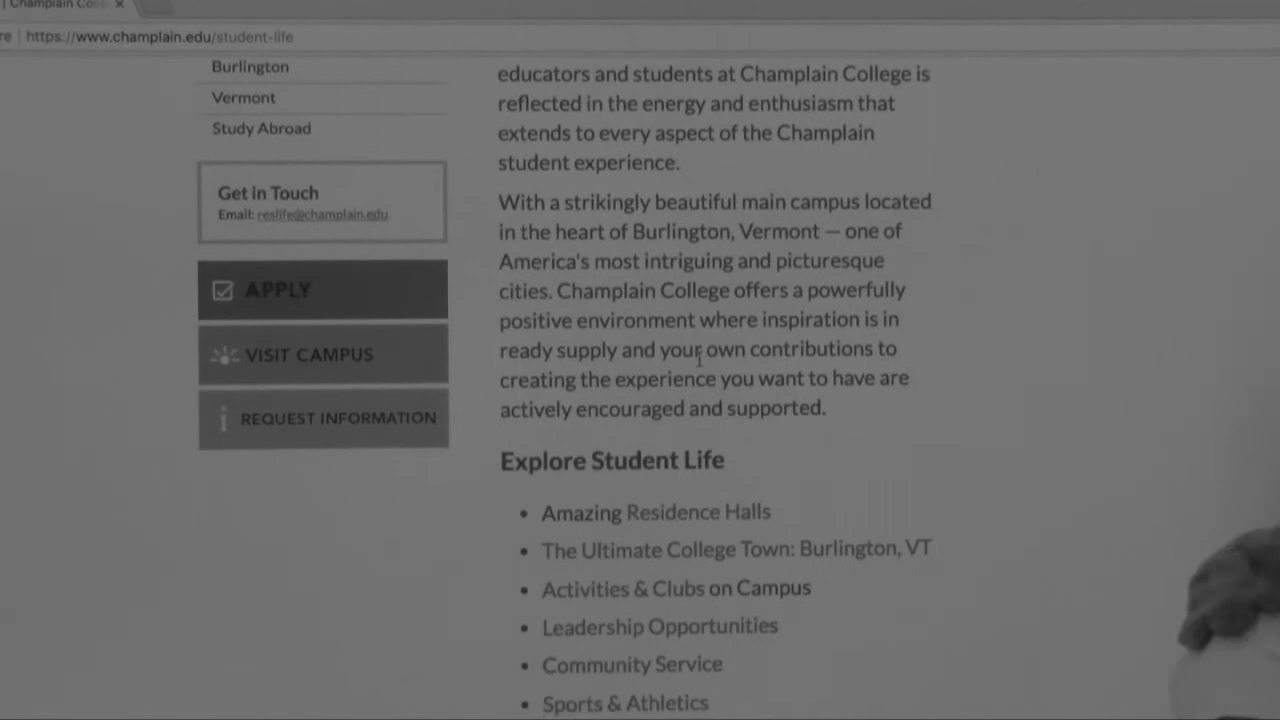 | Champlain Coll
re | https://www.champlain.edu/student-life
Burlington
Vermont
Study Abroad
Get in Touch
Email: reslife@champlain.edu
APPLY
VISIT CAMPUS
REQUEST INFORMATION
educators and students at Champlain College is
reflected in the energy and enthusiasm that
extends to every aspect of the Champlain
student experience.
With a strikingly beautiful main campus located
in the heart of Burlington, Vermont — one of
America's most intriguing and picturesque
cities. Champlain College offers a powerfully
positive environment where inspiration is in
ready supply and your own contributions to
creating the experience you want to have are
actively encouraged and supported.
Explore Student Life
• Amazing Residence Halls
• The Ultimate College Town: Burlington, VT
• Activities & Clubs on Campus
• Leadership Opportunities
• Community Service
• Sports & Athletics